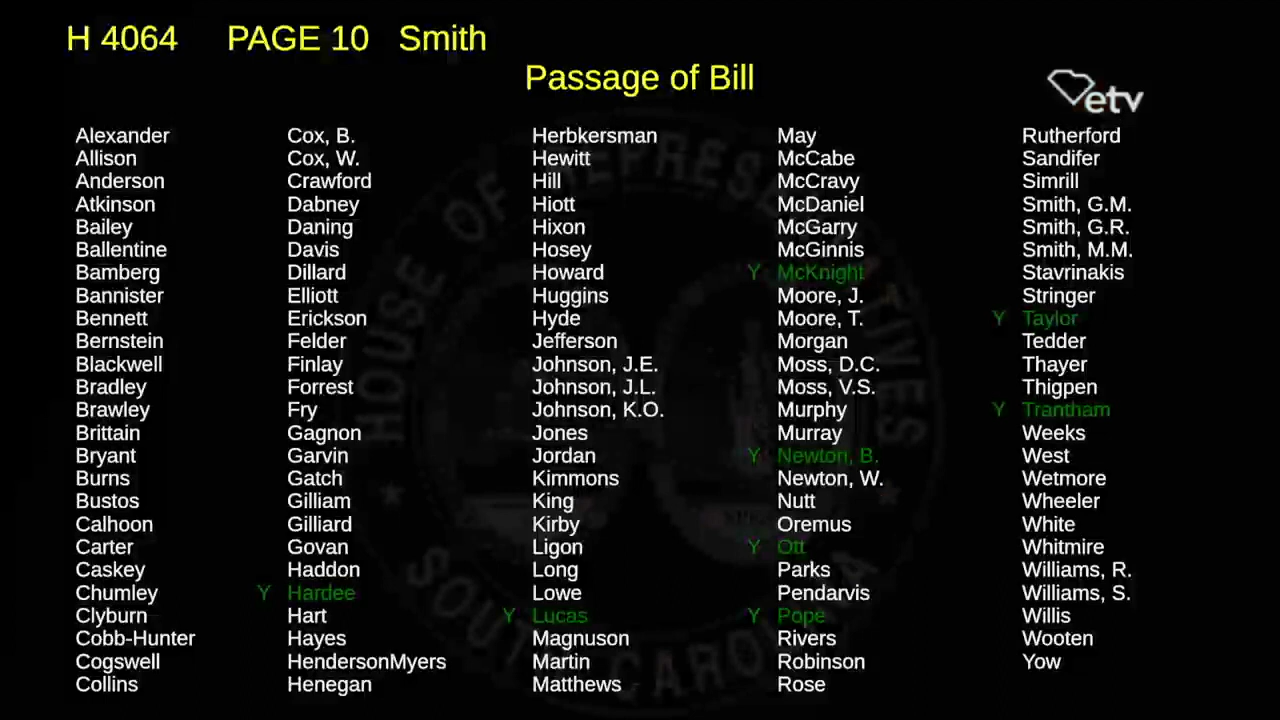 H 4064 PAGE 10 Smith
Passage of Bill
etv
Alexander Cox, B. Herbkersman May Rutherford
Allison Cox, W. Hewitt McCabe Sandifer
Anderson Crawford Hill McCravy Simrill
Atkinson Dabney Hiott McDaniel Smith, G.M.
Bailey Daning Hixon McGarry Smith, G.R.
Ballentine Davis Hosey McGinnis Smith, M.M.
Bamberg Dillard Howard Y McKnight Stavrinakis
Bannister Elliott Huggins Moore, J. Stringer
Bennett Erickson Hyde Moore, T. Y Taylor
Bernstein Felder Jefferson Morgan Tedder
Blackwell Finlay Johnson, J.E. Moss, D.C. Thayer
Bradley Forrest Johnson, J.L. Moss, V.S. Thigpen
Brawley Fry Johnson, K.O. Murphy Y Trantham
Brittain Gagnon Jones Murray Weeks
Bryant Garvin Jordan Y Newton, B. West
Burns Gatch Kimmons Newton, W. Wetmore
Bustos Gilliam King Nutt Wheeler
Calhoon Gilliard Kirby Oremus White
Carter Govan Ligon Y Ott Whitmire
Caskey Haddon Long Parks Williams, R.
Chumley Y Hardee Lowe Pendarvis Williams, S.
Clyburn Hart Y Lucas Y Pope Willis
Cobb-Hunter Hayes Magnuson Rivers Wooten
Cogswell HendersonMyers Martin Robinson Yow
Collins Henegan Matthews Rose
HOUSE OF REPRESENTATIVES
SOUTH CAROLINA